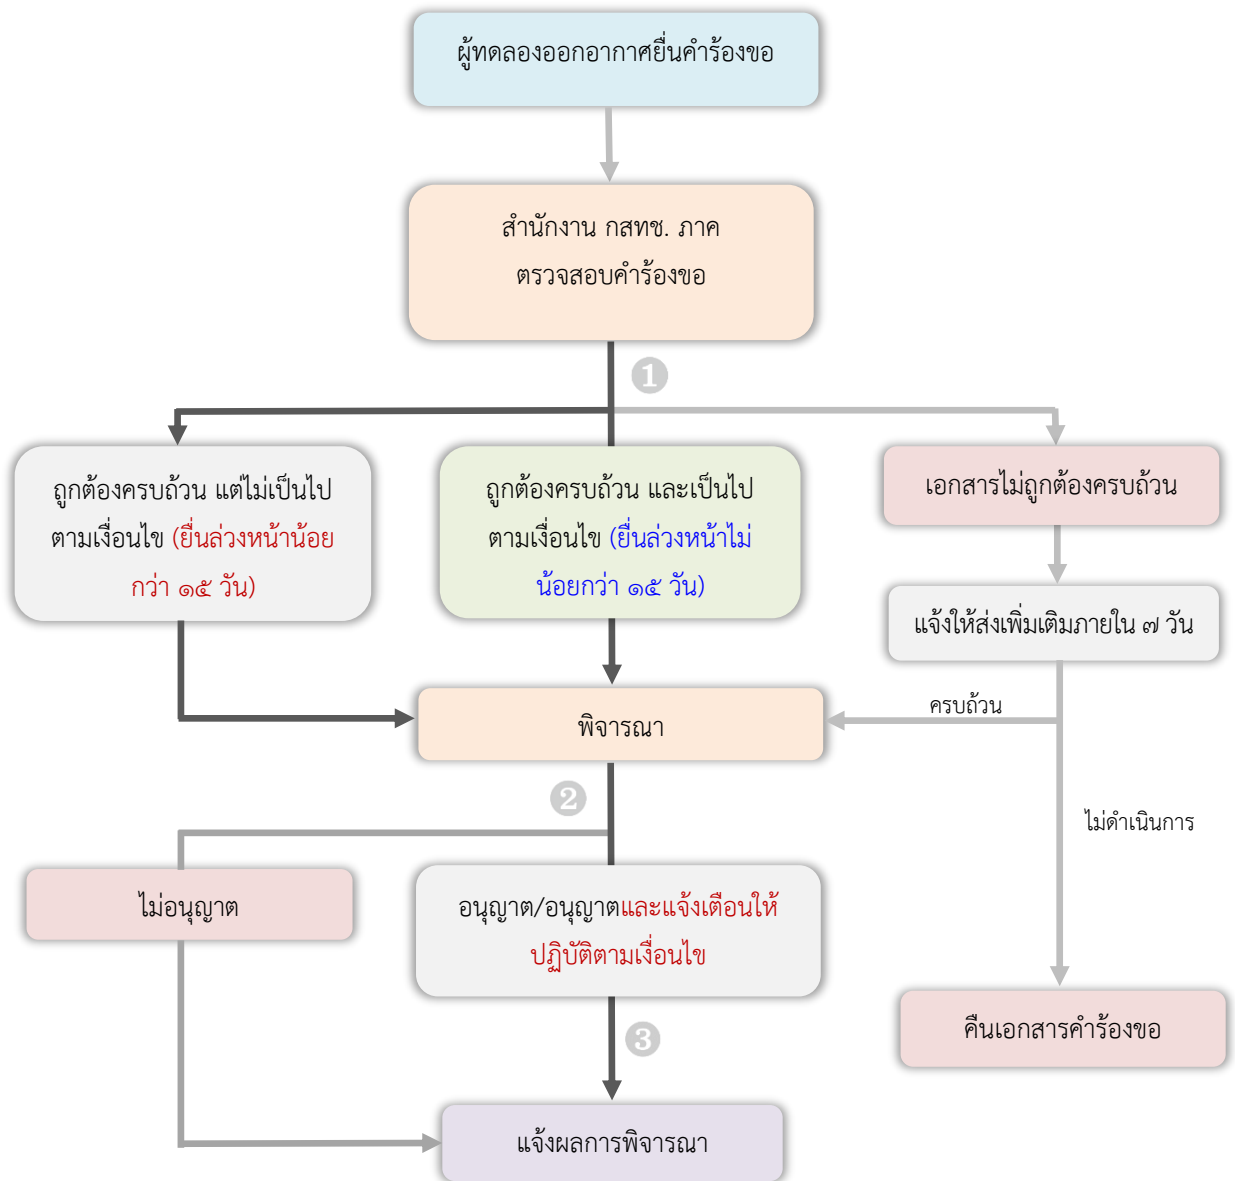 ผู้ทดลองออกอากาศยื่นคำร้องขอ
สำนักงาน กสทช. ภาค
ตรวจสอบคำร้องขอ
❶
ถูกต้องครบถ้วน แต่ไม่เป็นไป
ตามเงื่อนไข (ยื่นล่วงหน้าน้อย
กว่า ๑๕ วัน)
ถูกต้องครบถ้วน และเป็นไป
ตามเงื่อนไข (ยื่นล่วงหน้าไม่
น้อยกว่า ๑๕ วัน)
เอกสารไม่ถูกต้องครบถ้วน
แจ้งให้ส่งเพิ่มเติมภายใน ๗ วัน
ครบถ้วน
พิจารณา
❷
ไม่ดำเนินการ
ไม่อนุญาต
อนุญาต/อนุญาตและแจ้งเตือนให้
ปฏิบัติตามเงื่อนไข
คืนเอกสารคำร้องขอ
❸
แจ้งผลการพิจารณา